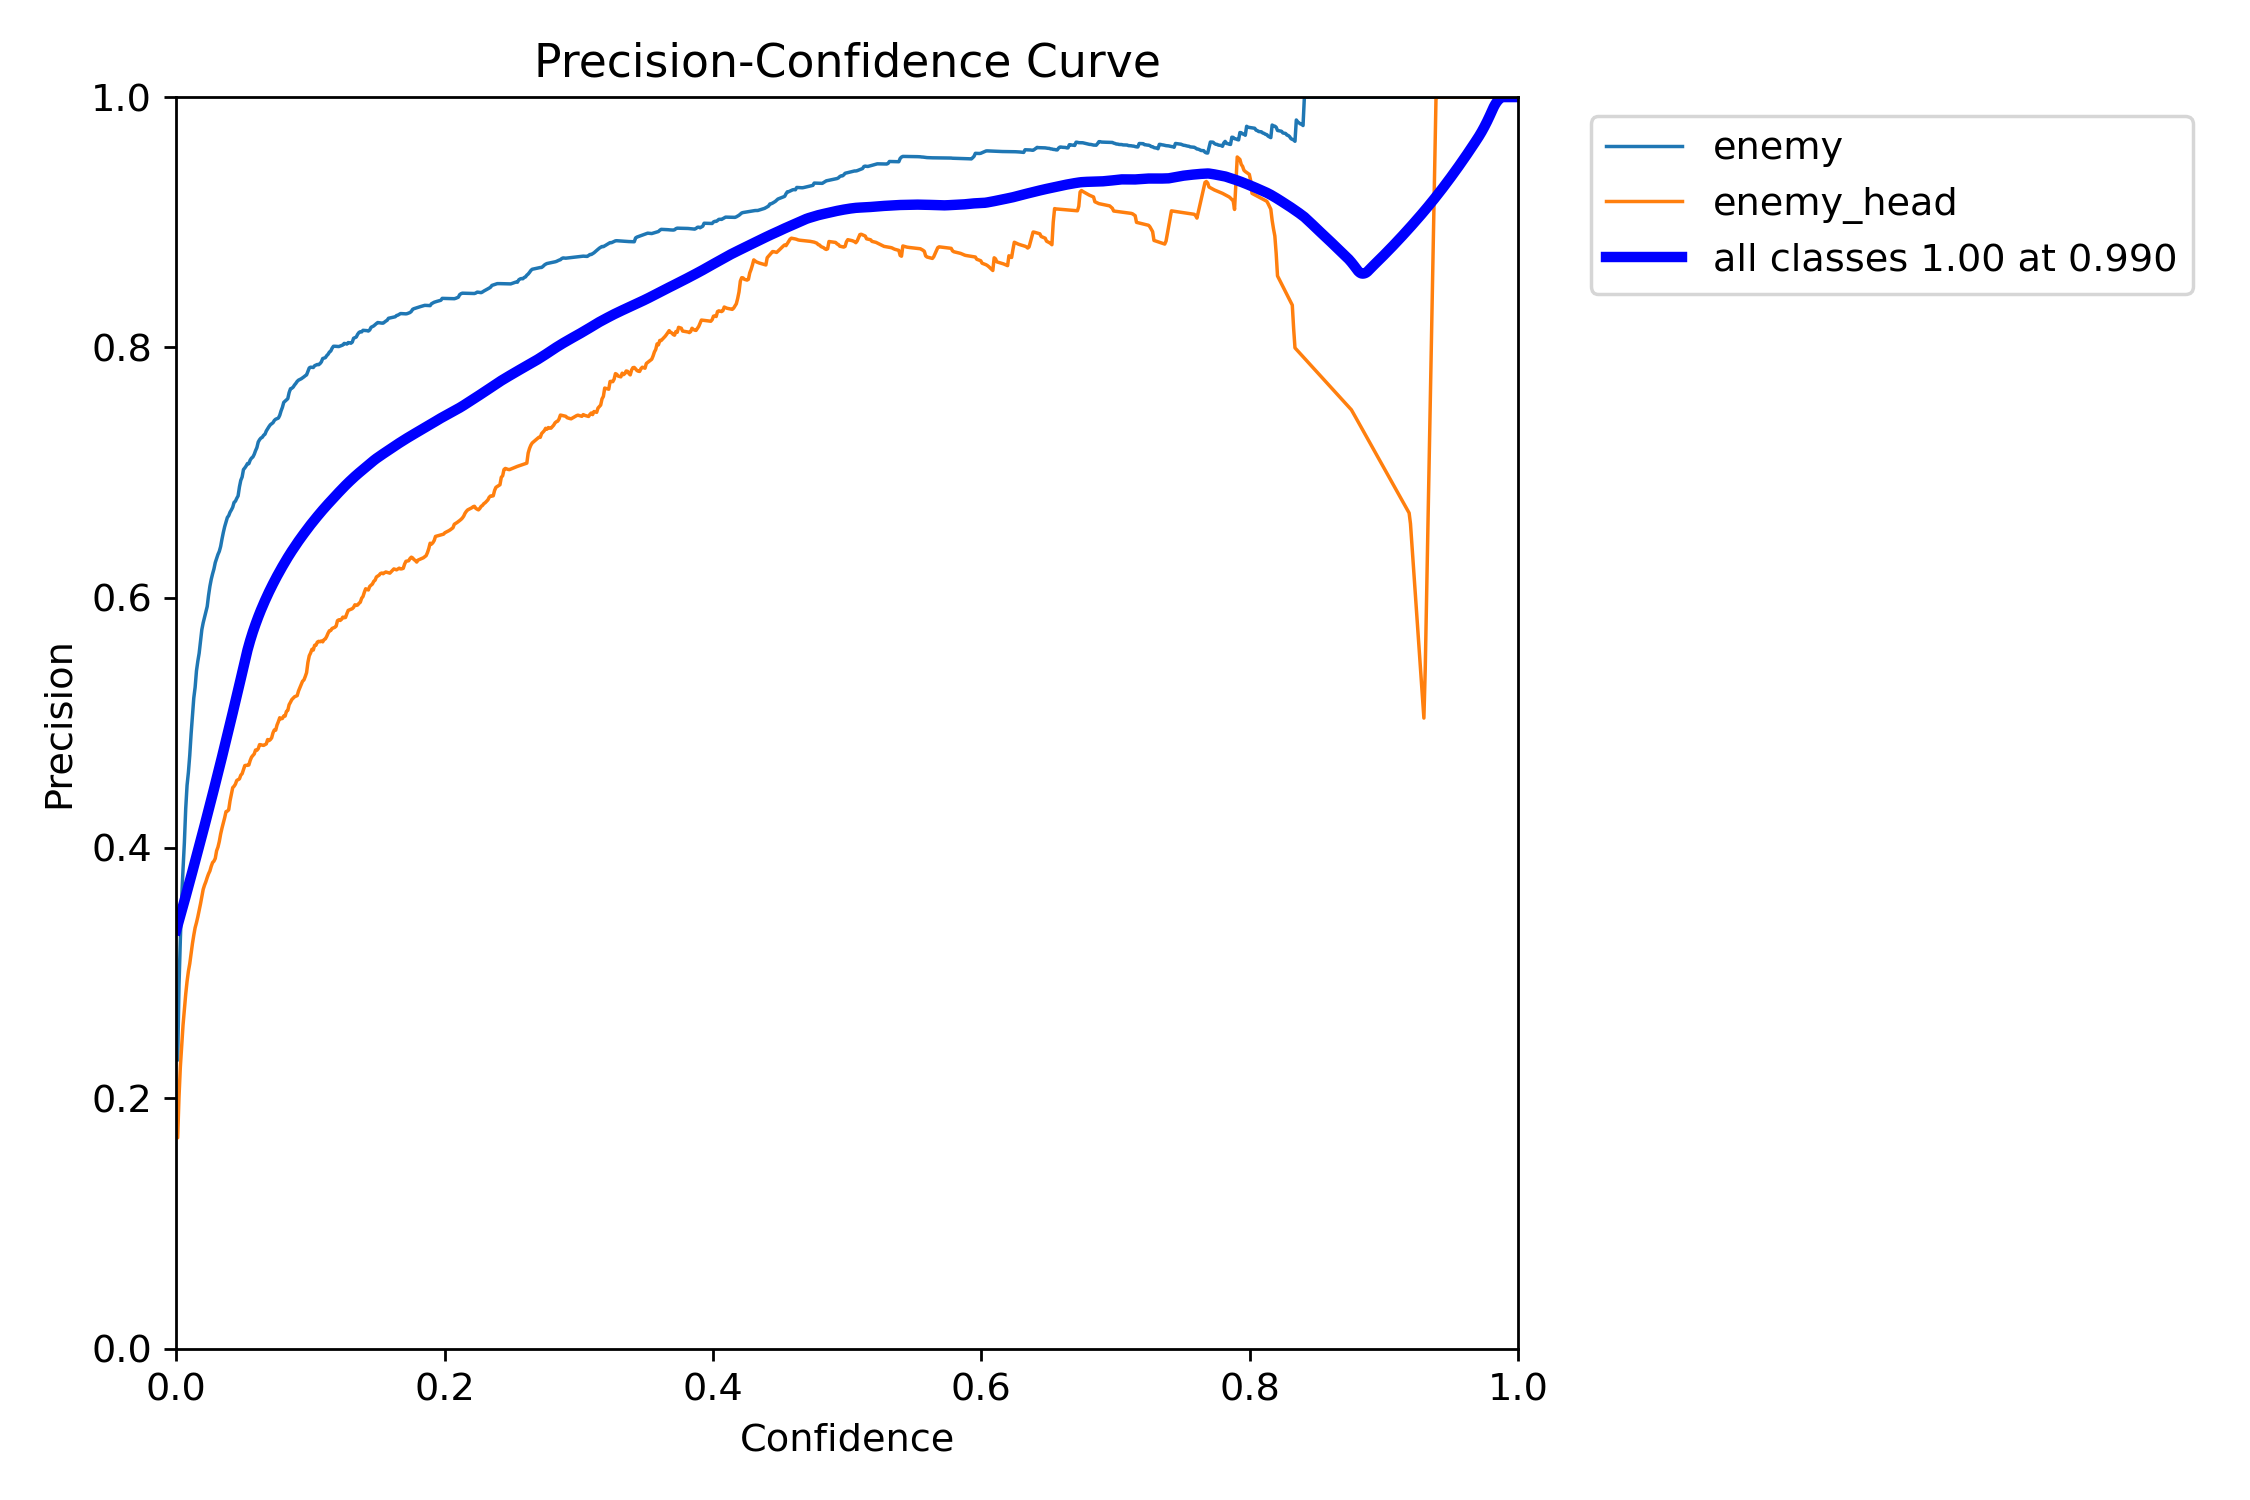 Precision-Confidence Curve
1.0
0.8
0.6
0.4
0.2
0.0
Precision
0.0 0.2 0.4 0.6 0.8 1.0
Confidence
enemy
enemy_head
all classes 1.00 at 0.990